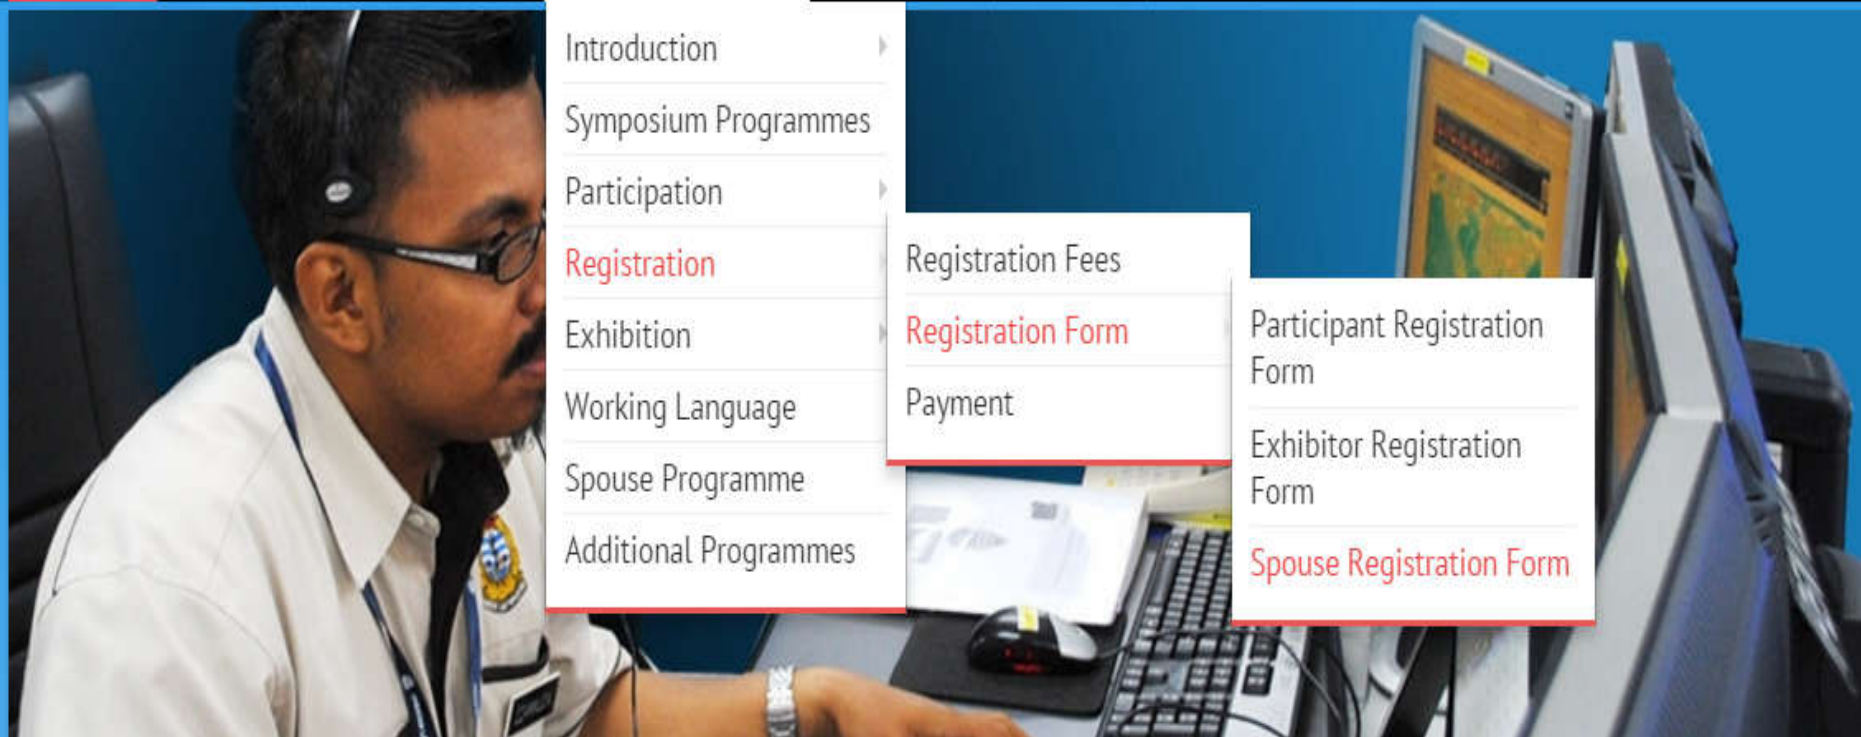 Introduction
Symposium Programmes
Participation
Registration
Exhibition
Working Language
Spouse Programme
Additional Programmes
Registration Fees
Registration Form
Payment
Participant Registration
Form
Exhibitor Registration
Form
Spouse Registration Form